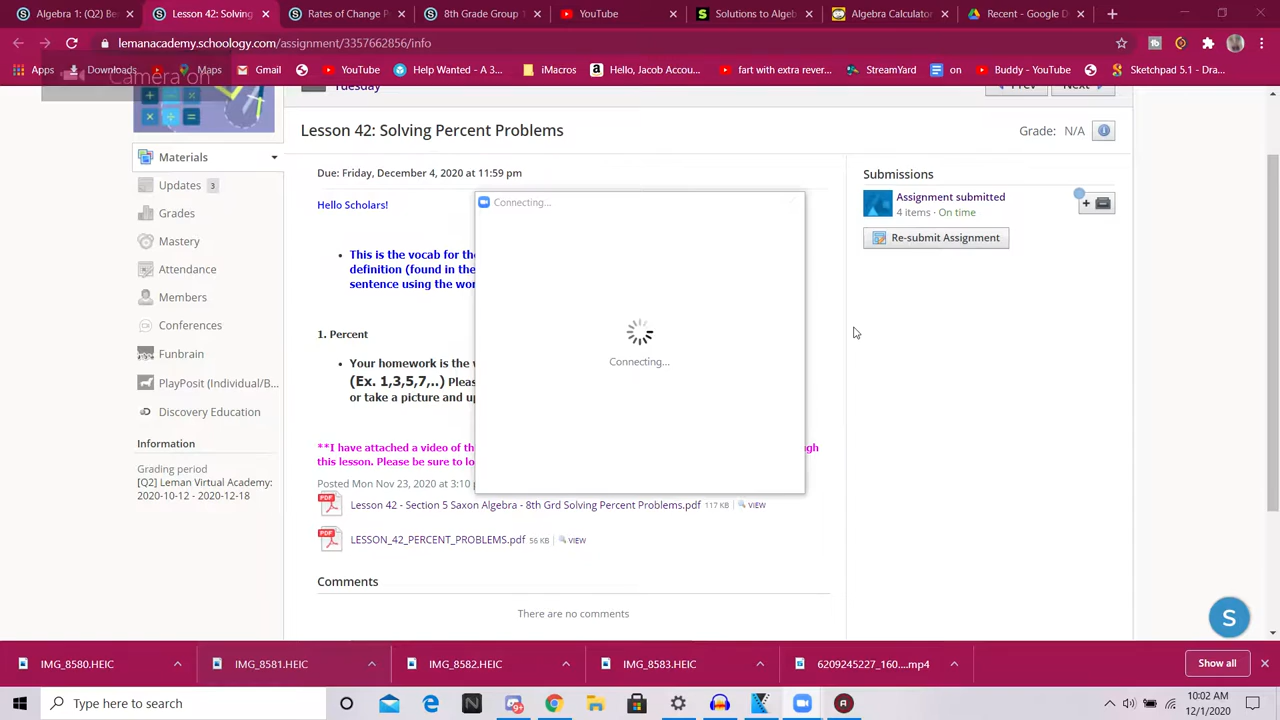 Algebra 1: (Q2) Be
Lesson 42: Solving
Rates of Change P
8th Grade Group 1
YouTube
Solutions to Algeb
Algebra Calculator
Recent - Google D
lemanacademy.schoology.com/assignment/3357662856/info
Camera on
Apps
Downloads
Maps
Gmail
YouTube
Help Wanted - A 3...
iMacros
Hello, Jacob Accou...
fart with extra rever...
StreamYard
on
Buddy - YouTube
Sketchpad 5.1 - Dra...
Tuesday
Prev
Next
Lesson 42: Solving Percent Problems
Grade: N/A
Materials
Updates 3
Grades
Mastery
Attendance
Members
Conferences
Funbrain
PlayPosit (Individual/B...
Discovery Education
Information
Grading period
[Q2] Leman Virtual Academy:
2020-10-12 - 2020-12-18
Due: Friday, December 4, 2020 at 11:59 pm
Hello Scholars!
This is the vocab for the
definition (found in the
sentence using the wor
1. Percent
Your homework is the w
(Ex. 1,3,5,7,..) Pleas
or take a picture and up
**I have attached a video of th
gh
this lesson. Please be sure to lo
Posted Mon Nov 23, 2020 at 3:10 p
Lesson 42 - Section 5 Saxon Algebra - 8th Grd Solving Percent Problems.pdf 117 KB VIEW
LESSON_42_PERCENT_PROBLEMS.pdf 56 KB VIEW
Comments
There are no comments
Connecting...
Connecting...
Submissions
Assignment submitted
4 items · On time
Re-submit Assignment
S
IMG_8580.HEIC
IMG_8581.HEIC
IMG_8582.HEIC
IMG_8583.HEIC
6209245227_160....mp4
Show all
Type here to search
10:02 AM
12/1/2020